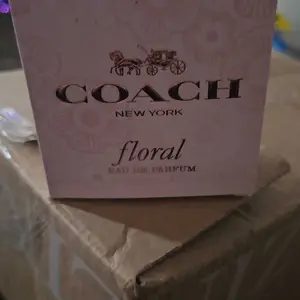 COACH
NEW YORK
floral
EAU DE PARFUM